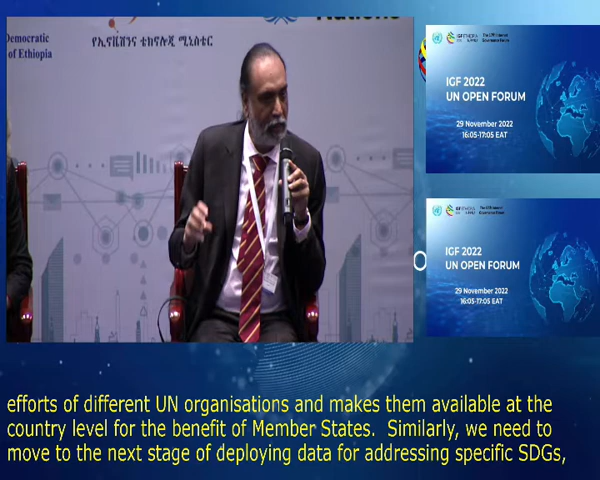 Nations
Democratic
of Ethiopia
የኢኖቬሽንና ቴክኖሎጂ ሚኒስቴር
IGF 2022
UN OPEN FORUM
29 November 2022
16:05-17:05 EAT
IGF 2022
UN OPEN FORUM
29 November 2022
16:05-17:05 EAT
efforts of different UN organisations and makes them available at the
country level for the benefit of Member States.  Similarly, we need to
move to the next stage of deploying data for addressing specific SDGs,